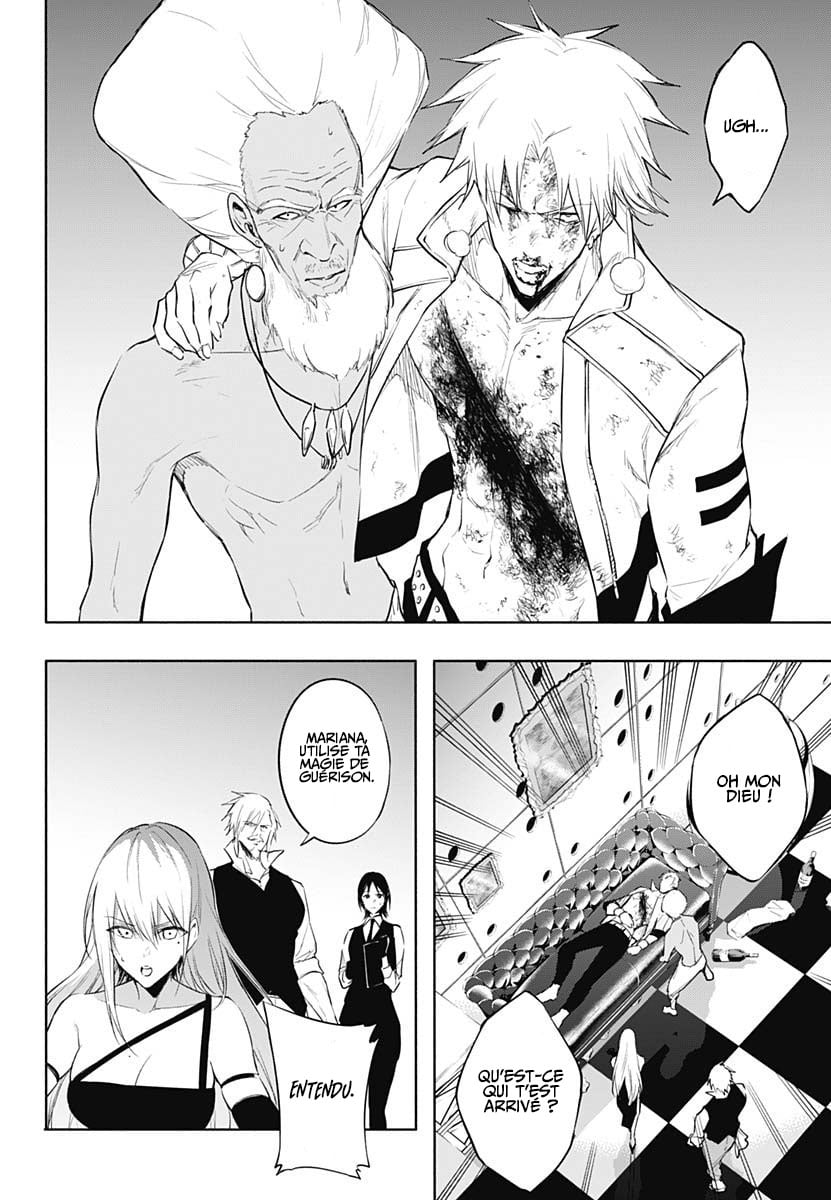 UGH...
OH MON
DIEU !
QU'EST-CE
QUI T'EST
ARRIVÉ ?
MARIANA,
UTILISE TA
MAGIE DE
GUÉRISON.
ENTENDU.